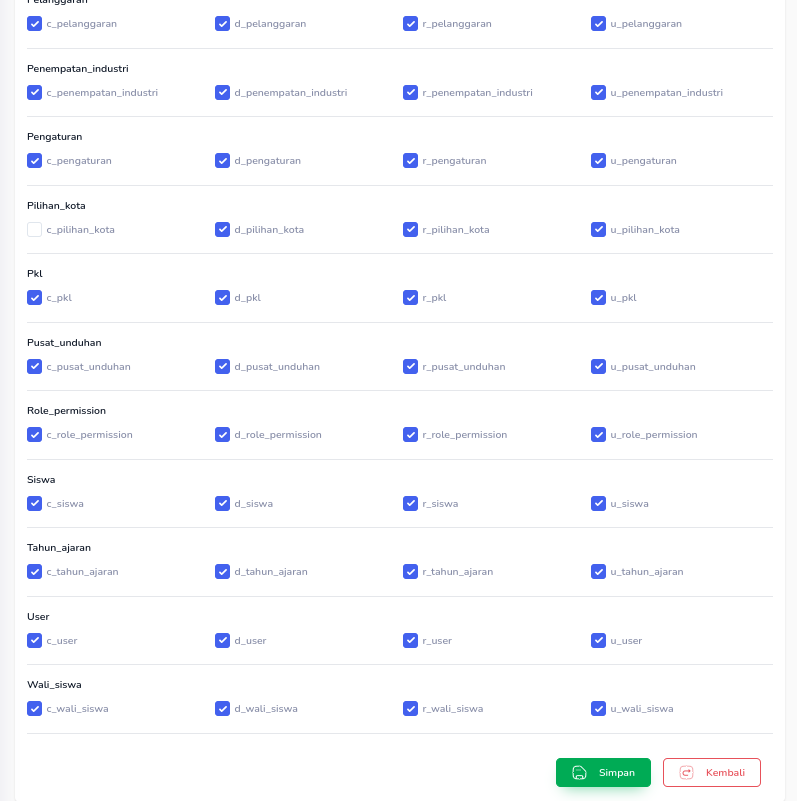 Pelanggaran
c_pelanggaran d_pelanggaran r_pelanggaran u_pelanggaran
Penempatan_industri
c_penempatan_industri d_penempatan_industri r_penempatan_industri u_penempatan_industri
Pengaturan
c_pengaturan d_pengaturan r_pengaturan u_pengaturan
Pilihan_kota
c_pilihan_kota d_pilihan_kota r_pilihan_kota u_pilihan_kota
Pkl
c_pkl d_pkl r_pkl u_pkl
Pusat_unduhan
c_pusat_unduhan d_pusat_unduhan r_pusat_unduhan u_pusat_unduhan
Role_permission
c_role_permission d_role_permission r_role_permission u_role_permission
Siswa
c_siswa d_siswa r_siswa u_siswa
Tahun_ajaran
c_tahun_ajaran d_tahun_ajaran r_tahun_ajaran u_tahun_ajaran
User
c_user d_user r_user u_user
Wali_siswa
c_wali_siswa d_wali_siswa r_wali_siswa u_wali_siswa
Simpan Kembali